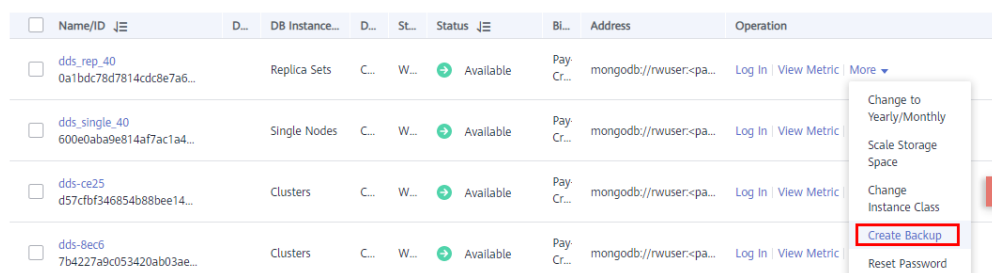 Name/ID D... DB Instance... D... St... Status Bi... Address Operation
dds_rep_40
0a1bdc78d7814cdc8e7a6...
Replica Sets C... W... Available
Pay-
Cr...
mongodb://rwuser:<pa... Log In View Metric More
Change to
Yearly/Monthly
dds_single_40
600e0aba9e814af7ac1a4...
Single Nodes C... W... Available
Pay-
Cr...
mongodb://rwuser:<pa... Log In View Metric
Scale Storage
Space
dds-ce25
d57cfbf346854b88bee14...
Clusters C... W... Available
Pay-
Cr...
mongodb://rwuser:<pa... Log In View Metric
Change
Instance Class
Create Backup
dds-8ec6
7b4227a9c053420ab03ae...
Clusters C... W... Available
Pay-
Cr...
mongodb://rwuser:<pa... Log In View Metric
Reset Password